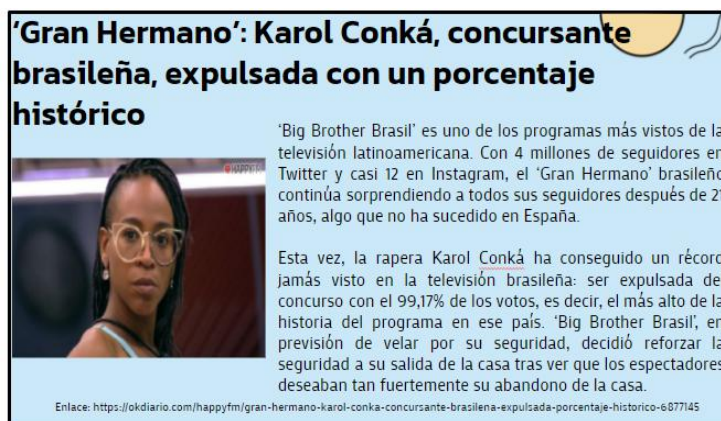 ‘Gran Hermano’: Karol Conká, concursante
brasileña, expulsada con un porcentaje
histórico
‘Big Brother Brasil’ es uno de los programas más vistos de la
televisión latinoamericana. Con 4 millones de seguidores en
Twitter y casi 12 en Instagram, el ‘Gran Hermano’ brasileño
continúa sorprendiendo a todos sus seguidores después de 21
años, algo que no ha sucedido en España.
Esta vez, la rapera Karol Conká ha conseguido un récord
jamás visto en la televisión brasileña: ser expulsada de
concurso con el 99,17% de los votos, es decir, el más alto de la
historia del programa en ese país. ‘Big Brother Brasil’, en
previsión de velar por su seguridad, decidió reforzar la
seguridad a su salida de la casa tras ver que los espectadores
deseaban tan fuertemente su abandono de la casa.
HAPPYFM
Enlace: https://okdiario.com/happyfm/gran-hermano-karol-conka-concursante-brasilena-expulsada-porcentaje-historico-6877145